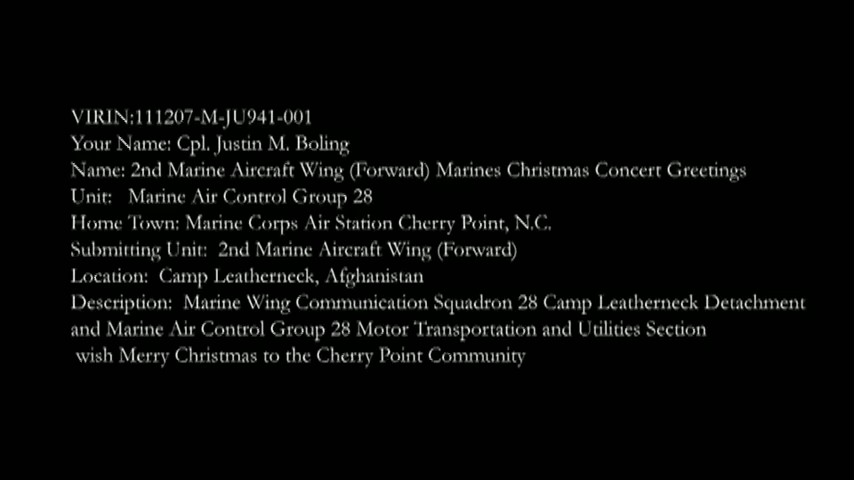 VIRIN:111207-M-JU941-001
Your Name: Cpl. Justin M. Boling
Name: 2nd Marine Aircraft Wing (Forward) Marines Christmas Concert Greetings
Unit:  Marine Air Control Group 28
Home Town: Marine Corps Air Station Cherry Point, N.C.
Submitting Unit:  2nd Marine Aircraft Wing (Forward)
Location:  Camp Leatherneck, Afghanistan
Description:  Marine Wing Communication Squadron 28 Camp Leatherneck Detachment
and Marine Air Control Group 28 Motor Transportation and Utilities Section
wish Merry Christmas to the Cherry Point Community